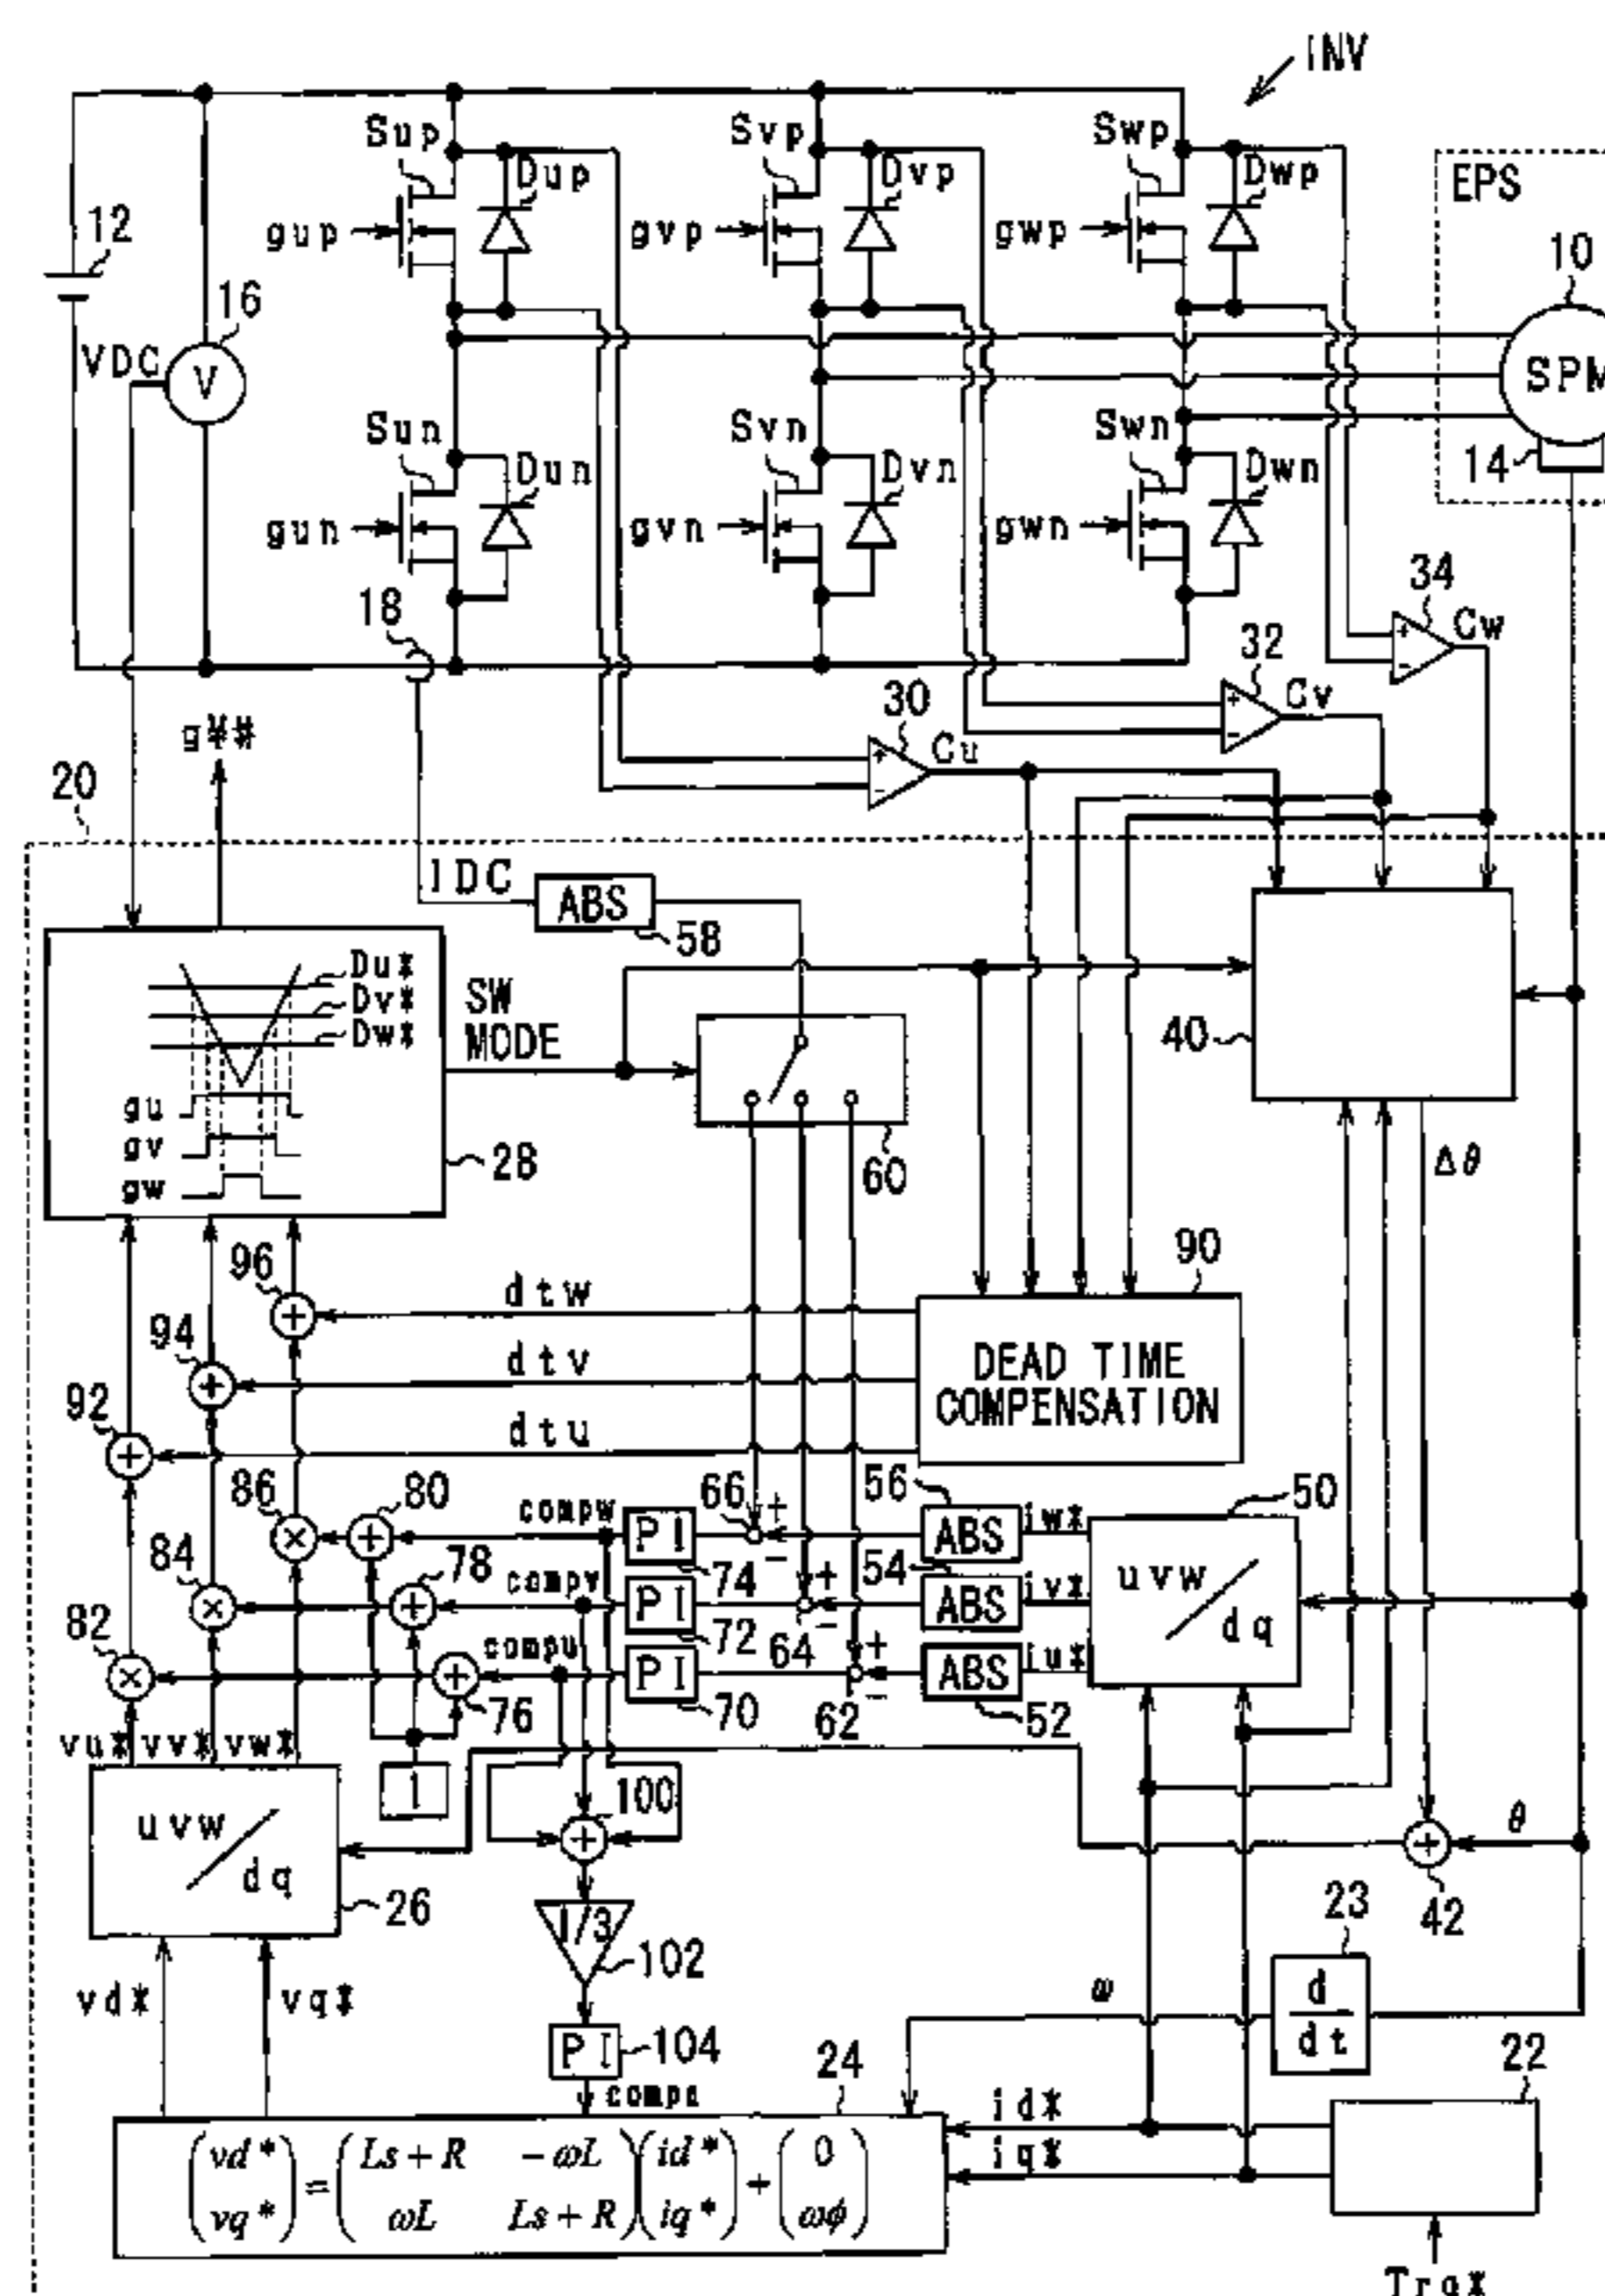 INV
Sup
Svp
Swp
EPS
Dup
Dvp
Dwp
12
gup
gvp
gwp
10
16
VDC
V
SPM
Sun
Svn
Swn
14
Dun
Dvn
Dwn
gun
gvn
gwn
18
34
Cw
32
Cv
30
Cu
g¥#
20
IDC
ABS
58
Du*
Dv*
Dw*
SW
MODE
40
gu
gv
gw
28
60
Δθ
96
dtw
90
94
dtv
DEAD TIME
COMPENSATION
92
dtu
86
80
compw
66
+
-
56
50
PI
ABS
iw*
84
78
compv
74
54
uvw
dq
PI
+
-
ABS
iv*
82
compu
72
64
PI
+
-
ABS
iu*
76
70
62
52
vu*
vv*
vw*
1
100
θ
uvw
dq
26
42
1/3
102
23
vd*
vq*
ω
d
dt
PI
104
24
22
id*
iq*
(vd*) = (Ls+R -ωL) (id*) + (0)
(vq*) (ωL Ls+R) (iq*) (ωφ)
Trq*